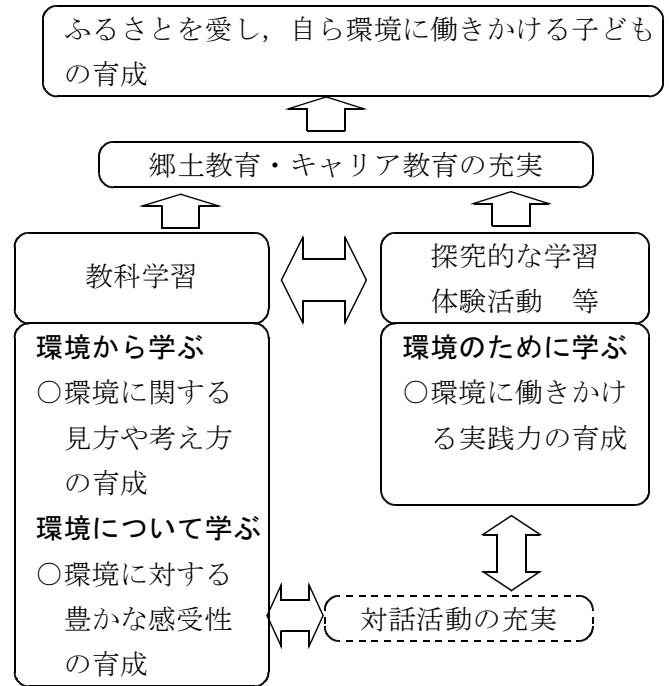 ふるさとを愛し，自ら環境に働きかける子ども
の育成
郷土教育・キャリア教育の充実
教科学習
探究的な学習
体験活動　等
環境から学ぶ
○環境に関する
見方や考え方
の育成
環境について学ぶ
○環境に対する
豊かな感受性
の育成
環境のために学ぶ
○環境に働きかけ
る実践力の育成
対話活動の充実